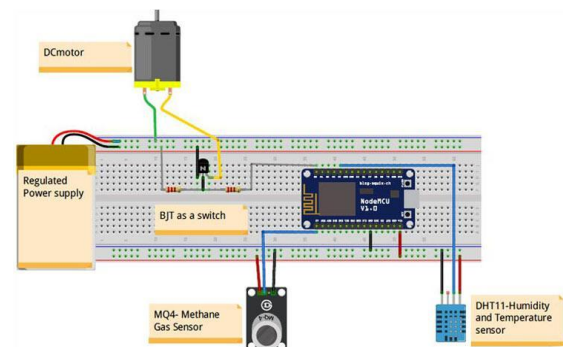 DCmotor
Regulated
Power supply
BJT as a switch
N
NodeMCU
V1.0
MQ4- Methane
Gas Sensor
DHT11-Humidity
and Temperature
sensor